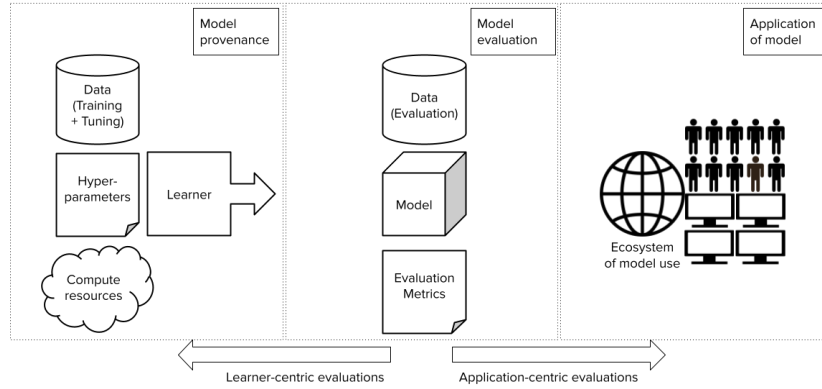 Model
provenance
Data
(Training
+ Tuning)
Hyper-
parameters
Learner
Compute
resources
Model
evaluation
Data
(Evaluation)
Model
Evaluation
Metrics
Application
of model
Ecosystem
of model use
Learner-centric evaluations
Application-centric evaluations